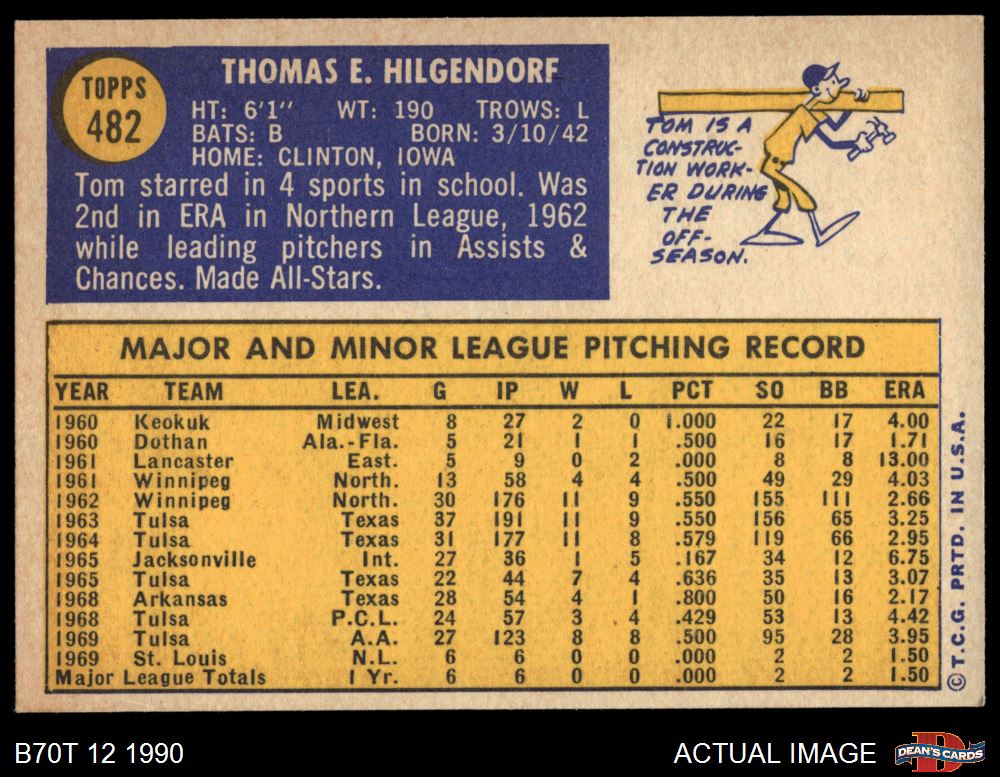 TOPPS
482
THOMAS E. HILGENDORF
HT: 6'1" WT: 190 TROWS: L
BATS: B BORN: 3/10/42
HOME: CLINTON, IOWA
Tom starred in 4 sports in school. Was
2nd in ERA in Northern League, 1962
while leading pitchers in Assists &
Chances. Made All-Stars.
TOM IS A
CONSTRUC-
TION WORK-
ER DURING
THE
OFF-
SEASON.
MAJOR AND MINOR LEAGUE PITCHING RECORD
YEAR TEAM LEA. G IP W L PCT SO BB ERA
1960 Keokuk Midwest 8 27 2 0 1.000 22 17 4.00
1960 Dothan Ala.-Fla. 5 21 1 1 .500 16 17 1.71
1961 Lancaster East. 5 9 0 2 .000 8 8 13.00
1961 Winnipeg North. 13 58 4 4 .500 49 29 4.03
1962 Winnipeg North. 30 176 11 9 .550 155 111 2.66
1963 Tulsa Texas 37 191 11 9 .550 156 65 3.25
1964 Tulsa Texas 31 177 11 8 .579 119 66 2.95
1965 Jacksonville Int. 27 36 1 5 .167 34 12 6.75
1965 Tulsa Texas 22 44 7 4 .636 35 13 3.07
1968 Arkansas Texas 28 54 4 1 .800 50 16 2.17
1968 Tulsa P.C.L. 24 57 3 4 .429 53 13 4.42
1969 Tulsa A.A. 27 123 8 8 .500 95 28 3.95
1969 St. Louis N.L. 6 6 0 0 .000 2 2 1.50
Major League Totals 1 Yr. 6 6 0 0 .000 2 2 1.50
© T.C.G. PRTD. IN U.S.A.
B70T 12 1990
ACTUAL IMAGE
D
DEAN'S CARDS